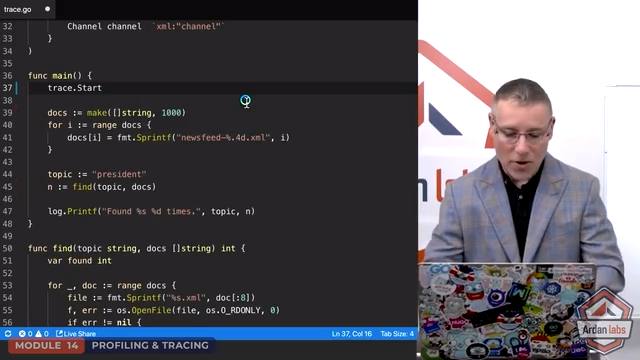 trace.go
32 Channel channel `xml:"channel"`
33 }
34 )
35
36 func main() {
37 trace.Start
38
39 docs := make([]string, 1000)
40 for i := range docs {
41 docs[i] = fmt.Sprintf("newsfeed-%.4d.xml", i)
42 }
43
44 topic := "president"
45 n := find(topic, docs)
46
47 log.Printf("Found %s %d times.", topic, n)
48 }
49
50 func find(topic string, docs []string) int {
51 var found int
52
53 for _, doc := range docs {
54 file := fmt.Sprintf("%s.xml", doc[:8])
55 f, err := os.OpenFile(file, os.O_RDONLY, 0)
56 if err != nil {
0 0 Live Share Ln 37, Col 16 Tab Size: 4
MODULE 14 PROFILING & TRACING
an labs
GO
Ardan labs